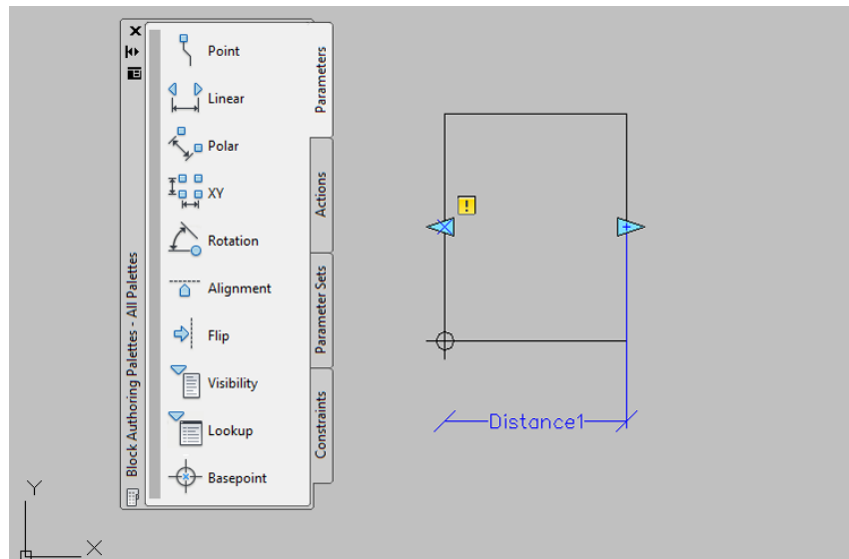 Point
Linear
Polar
XY
Rotation
Alignment
Flip
Visibility
Lookup
Basepoint
Parameters
Actions
Parameter Sets
Constraints
Block Authoring Palettes - All Palettes
!
Distance1
Y
X